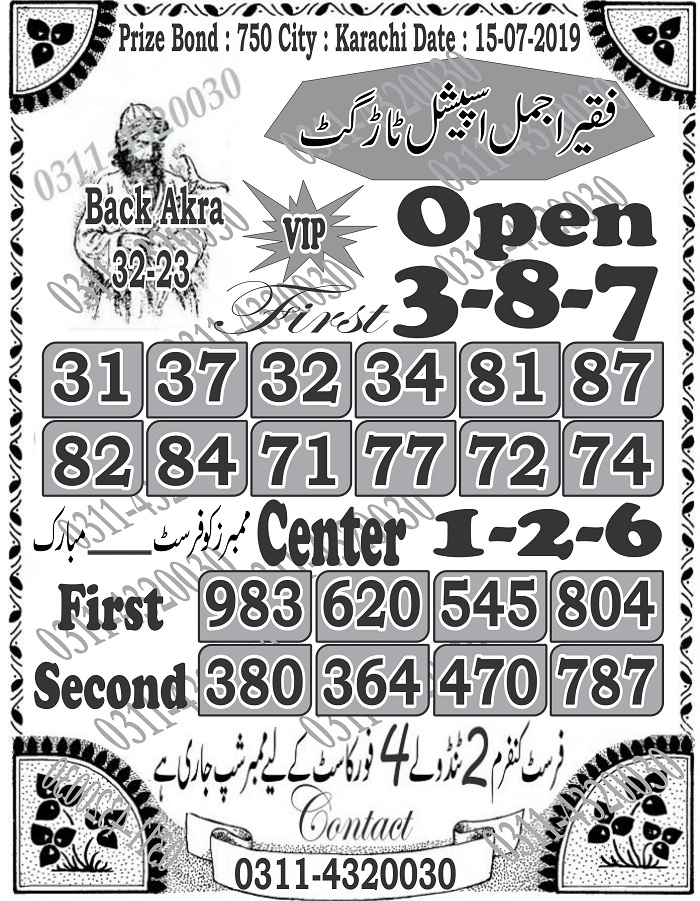 Prize Bond : 750 City : Karachi Date : 15-07-2019
فقیر اجمل اسپیشل ٹارگٹ
Back Akra
32-23
VIP
Open
First 3-8-7
31 37 32 34 81 87
82 84 71 77 72 74
ممبرز کو فرسٹ ____ مبارک
Center 1-2-6
First 983 620 545 804
Second 380 364 470 787
فرسٹ کنفرم 2 ٹنڈولے 4 فورکاسٹ کے لیے ممبر شپ جاری ہے
Contact
0311-4320030